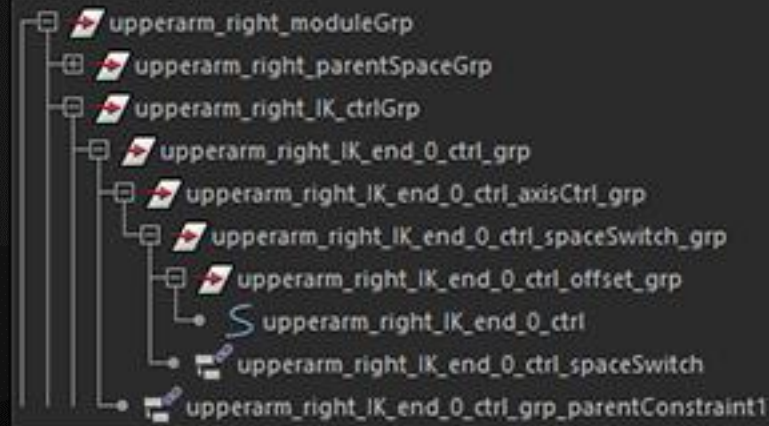 upperarm_right_moduleGrp
upperarm_right_parentSpaceGrp
upperarm_right_IK_ctrlGrp
upperarm_right_IK_end_0_ctrl_grp
upperarm_right_IK_end_0_ctrl_axisCtrl_grp
upperarm_right_IK_end_0_ctrl_spaceSwitch_grp
upperarm_right_IK_end_0_ctrl_offset_grp
upperarm_right_IK_end_0_ctrl
upperarm_right_IK_end_0_ctrl_spaceSwitch
upperarm_right_IK_end_0_ctrl_grp_parentConstraint1